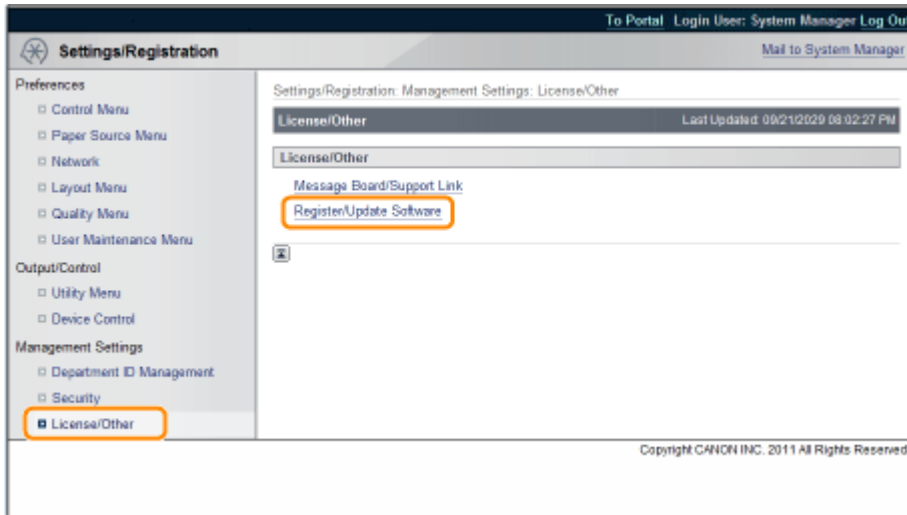 To Portal Login User: System Manager Log Ou
Settings/Registration
Mail to System Manager
Preferences
Control Menu
Paper Source Menu
Network
Layout Menu
Quality Menu
User Maintenance Menu
Output/Control
Utility Menu
Device Control
Management Settings
Department ID Management
Security
License/Other
Settings/Registration: Management Settings: License/Other
License/Other
Last Updated: 09/21/2029 08:02:27 PM
License/Other
Message Board/Support Link
Register/Update Software
Copyright CANON INC. 2011 All Rights Reserved